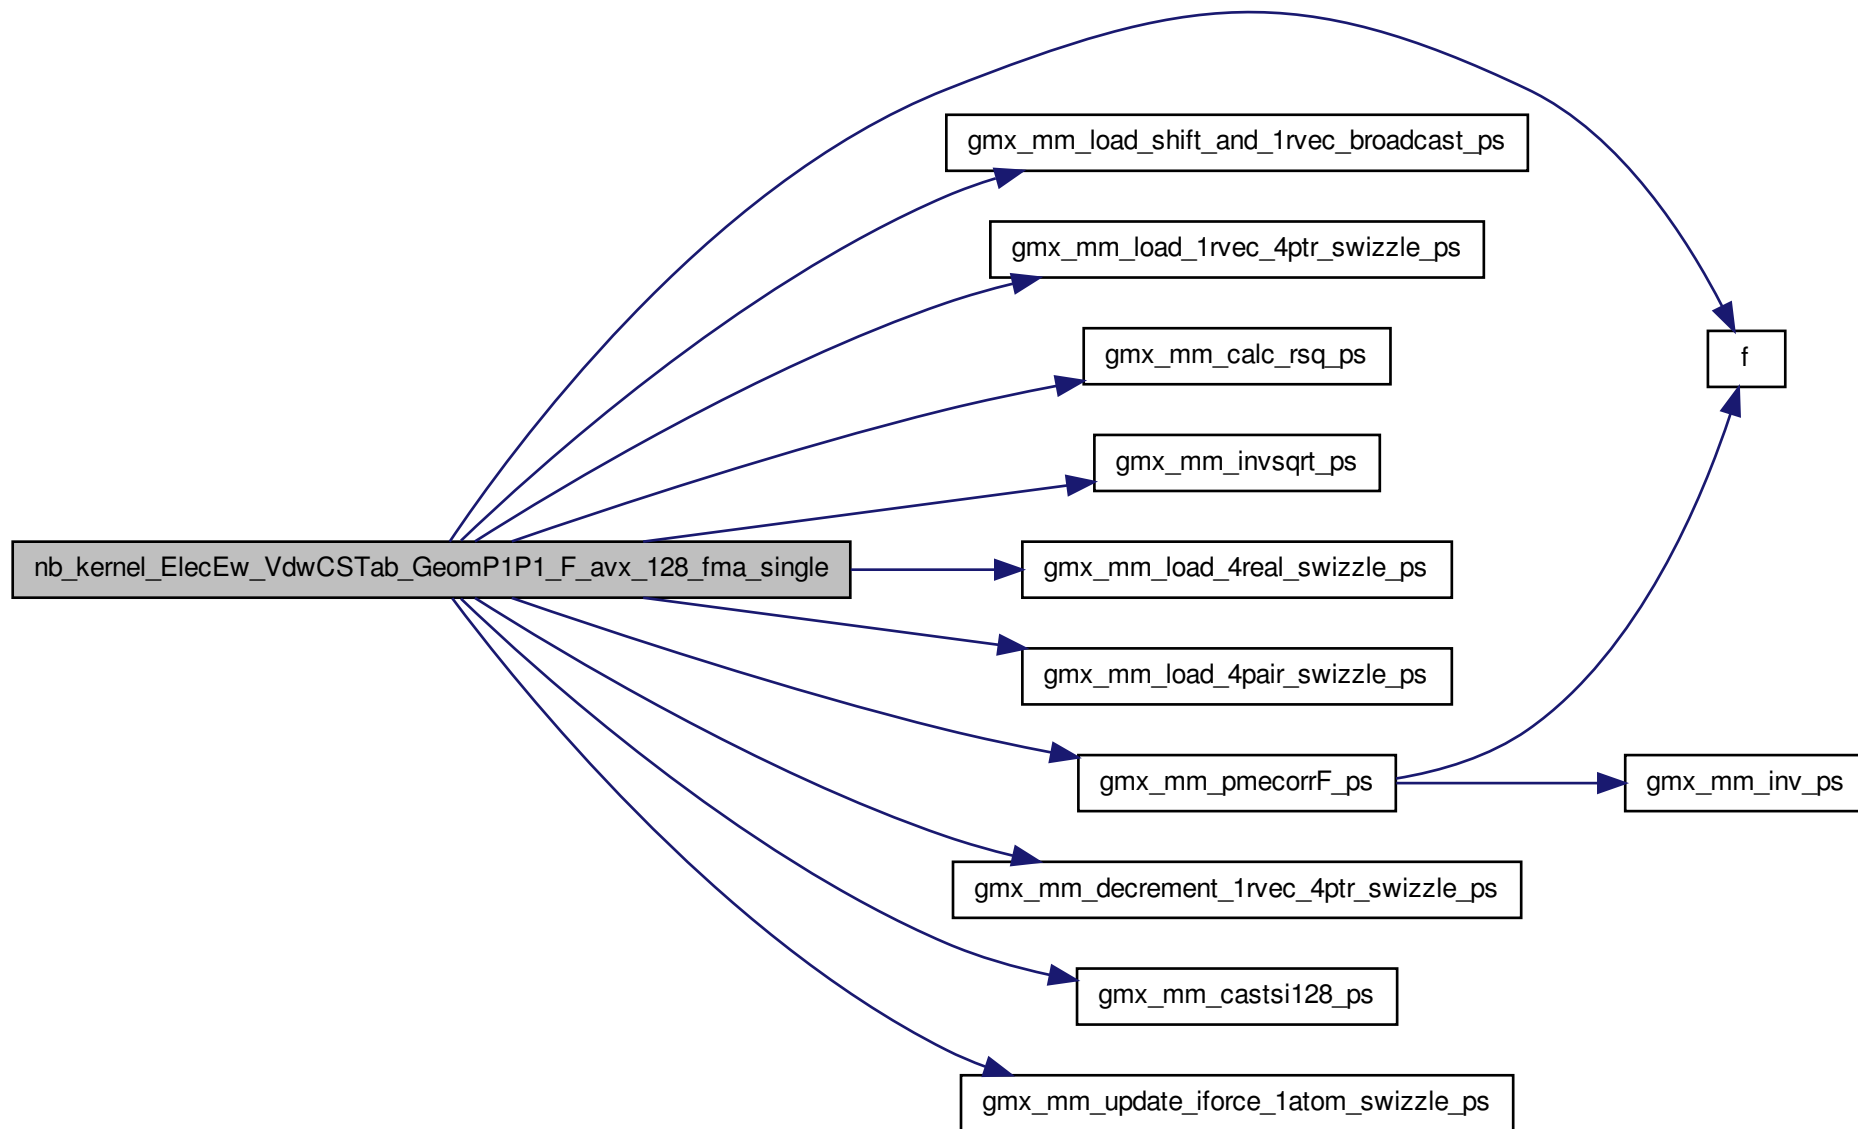 gmx_mm_load_shift_and_1rvec_broadcast_ps
gmx_mm_load_1rvec_4ptr_swizzle_ps
gmx_mm_calc_rsq_ps
f
gmx_mm_invsqrt_ps
nb_kernel_ElecEw_VdwCSTab_GeomP1P1_F_avx_128_fma_single
gmx_mm_load_4real_swizzle_ps
gmx_mm_load_4pair_swizzle_ps
gmx_mm_pmecorrF_ps
gmx_mm_inv_ps
gmx_mm_decrement_1rvec_4ptr_swizzle_ps
gmx_mm_castsi128_ps
gmx_mm_update_iforce_1atom_swizzle_ps